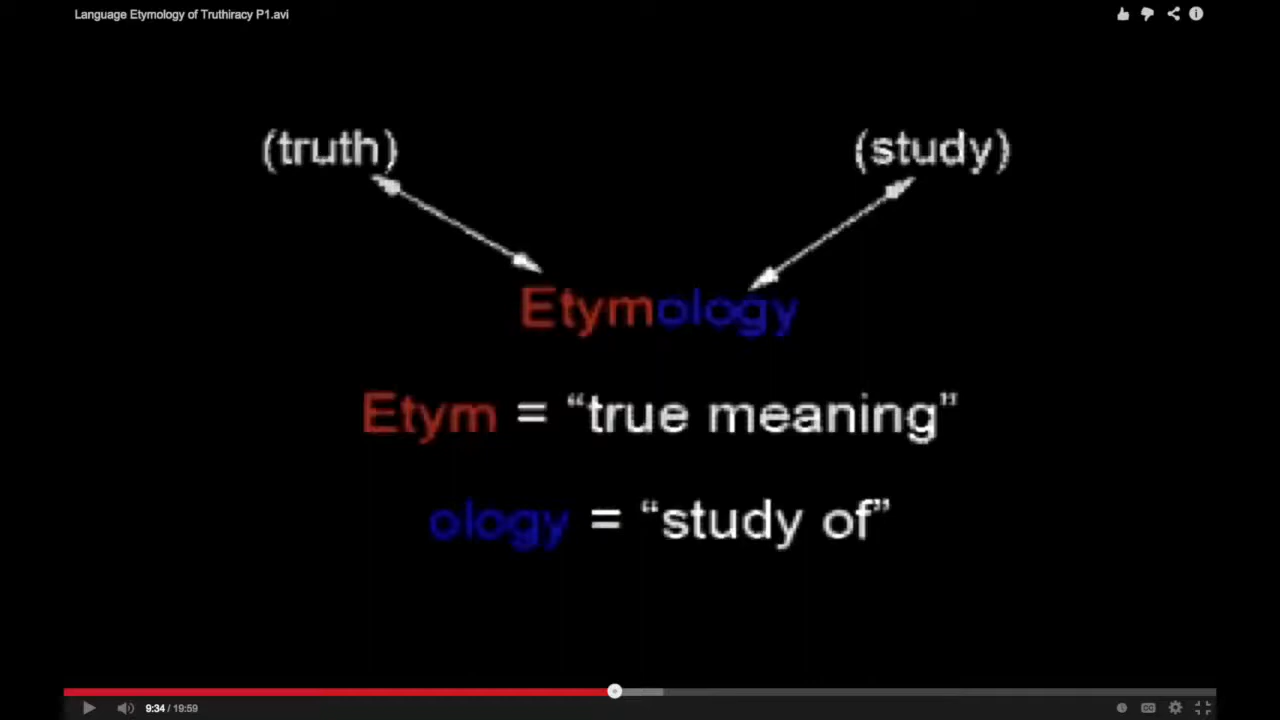 Language Etymology of Truthiracy P1.avi
(truth) (study)
Etymology
Etym = “true meaning”
ology = “study of”
9:34 / 19:59